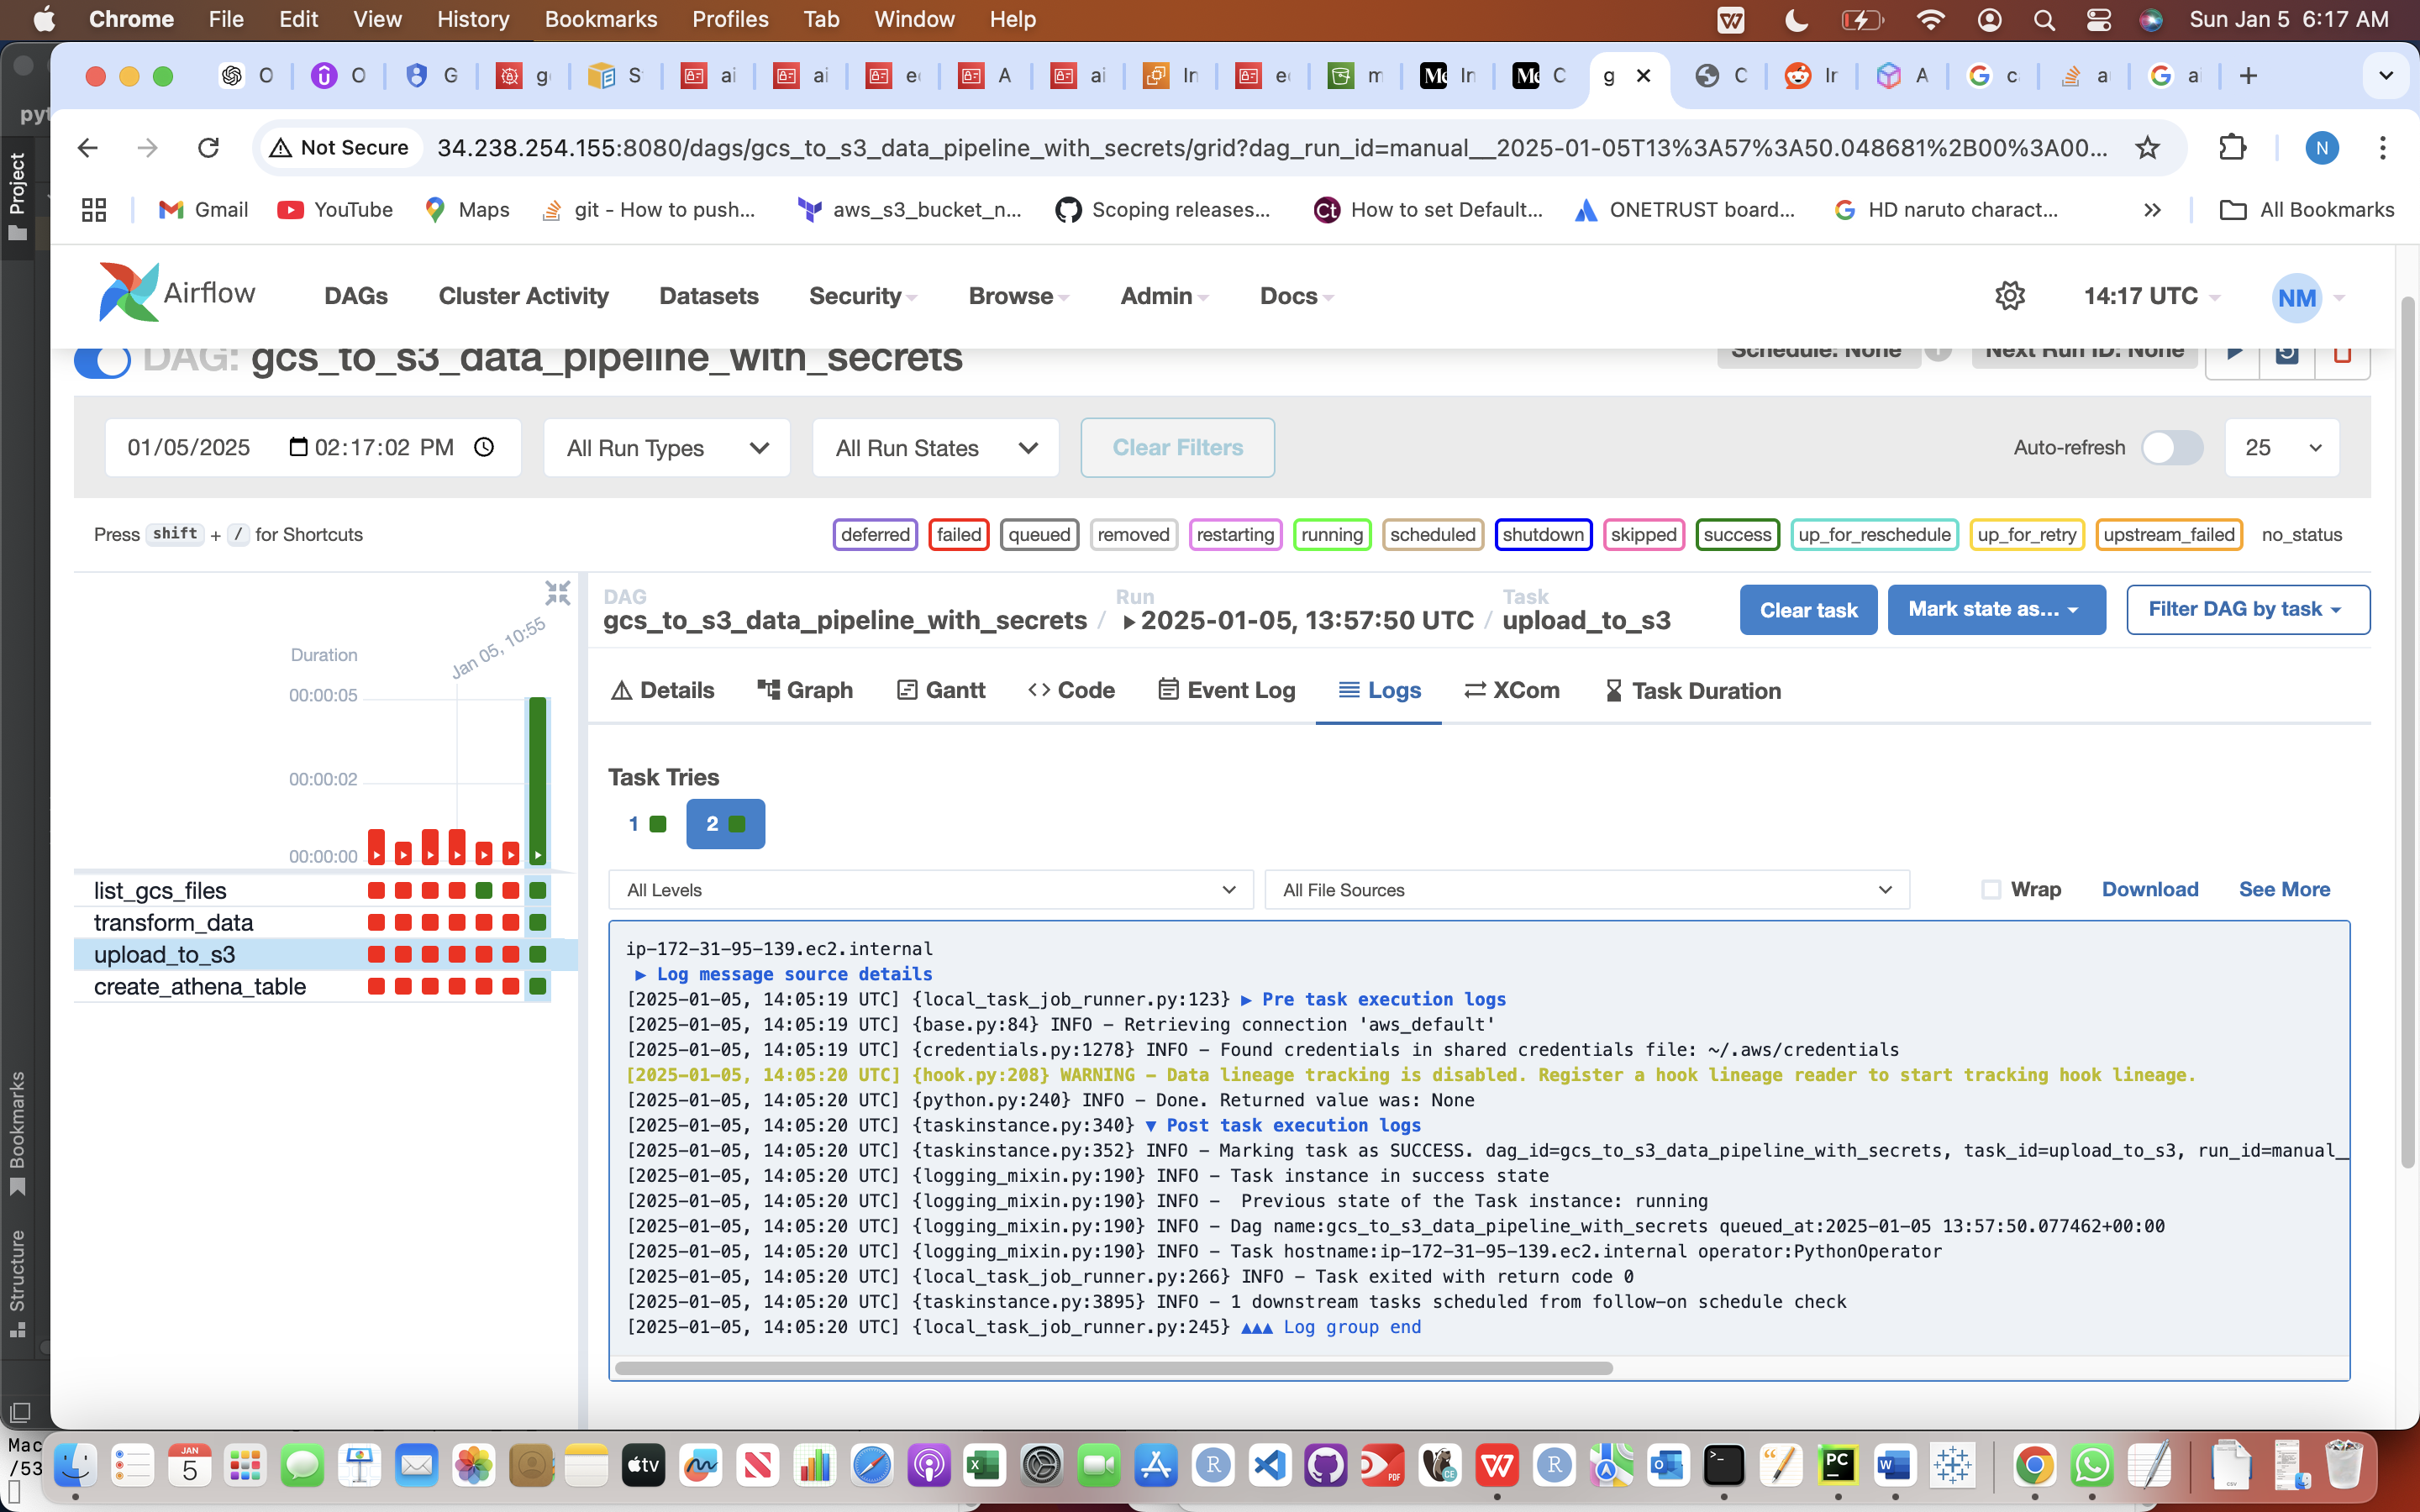 Chrome File Edit View History Bookmarks Profiles Tab Window Help Sun Jan 5 6:17 AM
O O G g S ai ai A ai In m In C g C Ir A c a ai
pyt
Not Secure 34.238.254.155:8080/dags/gcs_to_s3_data_pipeline_with_secrets/grid?dag_run_id=manual__2025-01-05T13%3A57%3A50.048681%2B00%3A00... N
Project
Gmail YouTube Maps git - How to push... aws_s3_bucket_n... Scoping releases... Ct How to set Default... ONETRUST board... HD naruto charact... » All Bookmarks
Airflow DAGs Cluster Activity Datasets Security Browse Admin Docs 14:17 UTC NM
DAG: gcs_to_s3_data_pipeline_with_secrets Schedule: None Next Run ID: None
01/05/2025 02:17:02 PM All Run Types All Run States Clear Filters Auto-refresh 25
Press shift + / for Shortcuts deferred failed queued removed restarting running scheduled shutdown skipped success up_for_reschedule up_for_retry upstream_failed no_status
DAG Run Task
gcs_to_s3_data_pipeline_with_secrets / 2025-01-05, 13:57:50 UTC / upload_to_s3 Clear task Mark state as... Filter DAG by task
Jan 05, 10:55
Duration
00:00:05
00:00:02
00:00:00
list_gcs_files
transform_data
upload_to_s3
create_athena_table
Details Graph Gantt Code Event Log Logs XCom Task Duration
Task Tries
1 2
All Levels All File Sources Wrap Download See More
ip-172-31-95-139.ec2.internal
▶ Log message source details
[2025-01-05, 14:05:19 UTC] {local_task_job_runner.py:123} ▶ Pre task execution logs
[2025-01-05, 14:05:19 UTC] {base.py:84} INFO - Retrieving connection 'aws_default'
[2025-01-05, 14:05:19 UTC] {credentials.py:1278} INFO - Found credentials in shared credentials file: ~/.aws/credentials
[2025-01-05, 14:05:20 UTC] {hook.py:208} WARNING - Data lineage tracking is disabled. Register a hook lineage reader to start tracking hook lineage.
[2025-01-05, 14:05:20 UTC] {python.py:240} INFO - Done. Returned value was: None
[2025-01-05, 14:05:20 UTC] {taskinstance.py:340} ▼ Post task execution logs
[2025-01-05, 14:05:20 UTC] {taskinstance.py:352} INFO - Marking task as SUCCESS. dag_id=gcs_to_s3_data_pipeline_with_secrets, task_id=upload_to_s3, run_id=manual_
[2025-01-05, 14:05:20 UTC] {logging_mixin.py:190} INFO - Task instance in success state
[2025-01-05, 14:05:20 UTC] {logging_mixin.py:190} INFO -  Previous state of the Task instance: running
[2025-01-05, 14:05:20 UTC] {logging_mixin.py:190} INFO - Dag name:gcs_to_s3_data_pipeline_with_secrets queued_at:2025-01-05 13:57:50.077462+00:00
[2025-01-05, 14:05:20 UTC] {logging_mixin.py:190} INFO - Task hostname:ip-172-31-95-139.ec2.internal operator:PythonOperator
[2025-01-05, 14:05:20 UTC] {local_task_job_runner.py:266} INFO - Task exited with return code 0
[2025-01-05, 14:05:20 UTC] {taskinstance.py:3895} INFO - 1 downstream tasks scheduled from follow-on schedule check
[2025-01-05, 14:05:20 UTC] {local_task_job_runner.py:245} ▲▲▲ Log group end
Bookmarks
Structure
Mac
/53
JAN
5
tv
PC